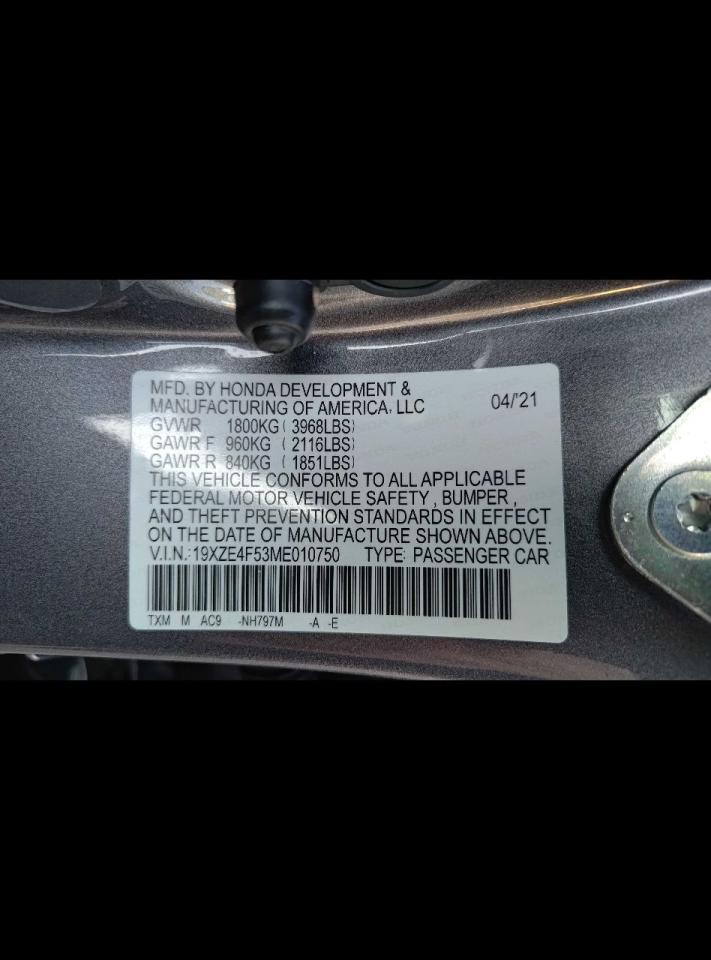 MFD. BY HONDA DEVELOPMENT &
MANUFACTURING OF AMERICA, LLC 04/'21
GVWR 1800KG ( 3968LBS)
GAWR F 960KG ( 2116LBS)
GAWR R 840KG ( 1851LBS)
THIS VEHICLE CONFORMS TO ALL APPLICABLE
FEDERAL MOTOR VEHICLE SAFETY , BUMPER ,
AND THEFT PREVENTION STANDARDS IN EFFECT
ON THE DATE OF MANUFACTURE SHOWN ABOVE.
V.I.N.:19XZE4F53ME010750 TYPE: PASSENGER CAR
TXM M AC9 -NH797M -A -E